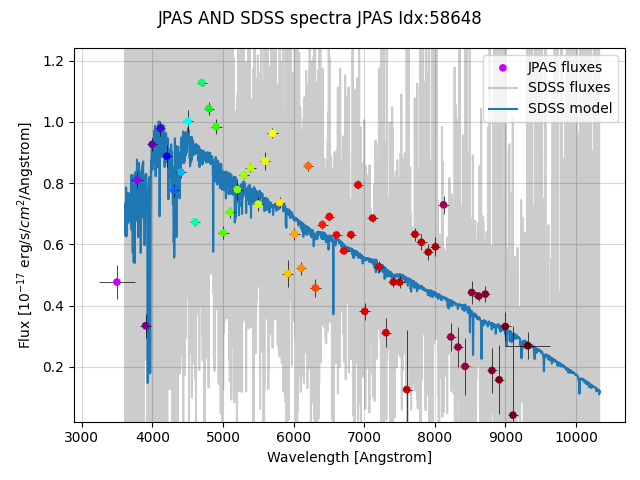 JPAS AND SDSS spectra JPAS Idx:58648
JPAS fluxes
SDSS fluxes
SDSS model
Flux [10⁻¹⁷ erg/s/cm²/Angstrom]
1.2
1.0
0.8
0.6
0.4
0.2
3000 4000 5000 6000 7000 8000 9000 10000
Wavelength [Angstrom]